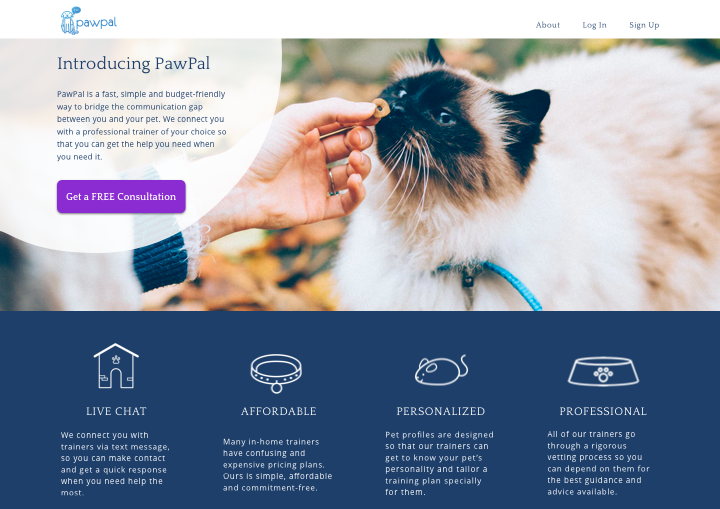 pawpal
About Log In Sign Up
Introducing PawPal
PawPal is a fast, simple and budget-friendly
way to bridge the communication gap
between you and your pet. We connect you
with a professional trainer of your choice so
that you can get the help you need when
you need it.
Get a FREE Consultation
LIVE CHAT
We connect you with
trainers via text message,
so you can make contact
and get a quick response
when you need help the
most.
AFFORDABLE
Many in-home trainers
have confusing and
expensive pricing plans.
Ours is simple, affordable
and commitment-free.
PERSONALIZED
Pet profiles are designed
so that our trainers can
get to know your pet's
personality and tailor a
training plan specially
for them.
PROFESSIONAL
All of our trainers go
through a rigorous
vetting process so you
can depend on them for
the best guidance and
advice available.